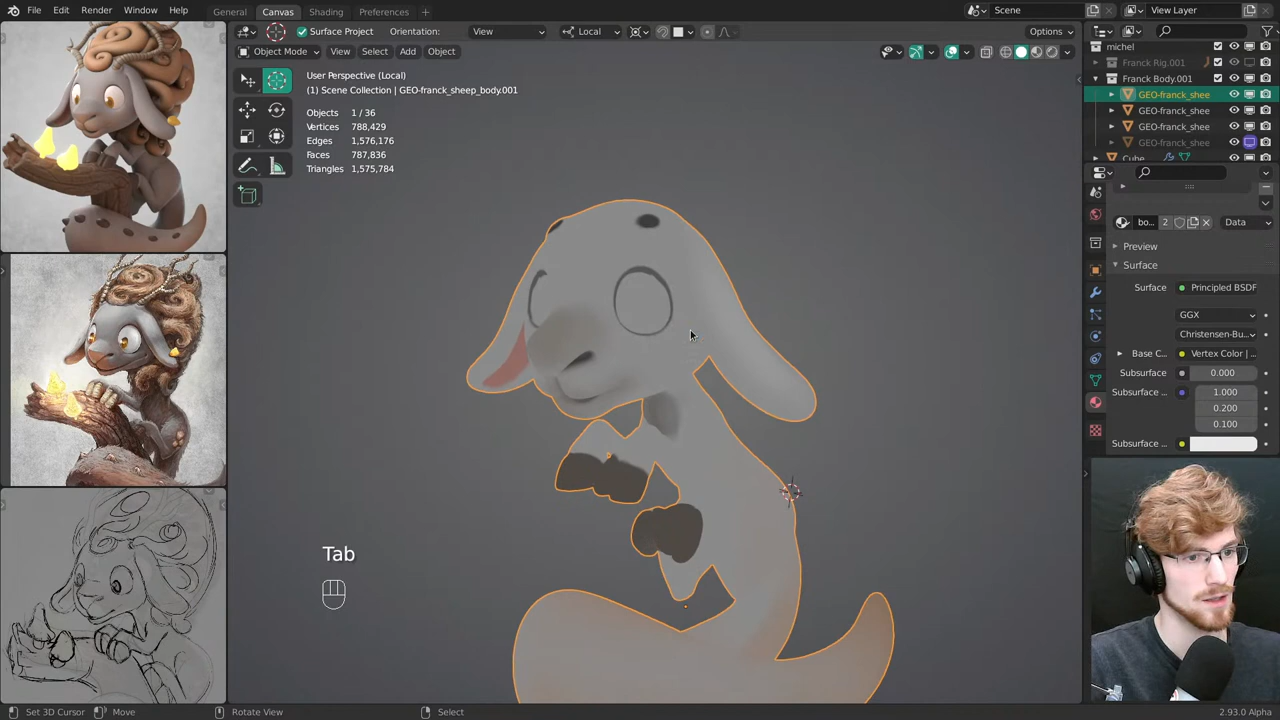 File Edit Render Window Help General Canvas Shading Preferences + Scene View Layer
Surface Project Orientation: View Local Options
Object Mode View Select Add Object
User Perspective (Local)
(1) Scene Collection | GEO-franck_sheep_body.001
Objects 1 / 36
Vertices 788,429
Edges 1,576,176
Faces 787,836
Triangles 1,575,784
michel
Franck Rig.001
Franck Body.001
GEO-franck_shee
GEO-franck_shee
GEO-franck_shee
GEO-franck_shee
Cube
bo... 2 Data
Preview
Surface
Surface Principled BSDF
GGX
Christensen-Bu...
Base C... Vertex Color | ...
Subsurface 0.000
Subsurface ... 1.000
0.200
0.100
Subsurface ...
Tab
Set 3D Cursor Move Rotate View Select 2.93.0 Alpha